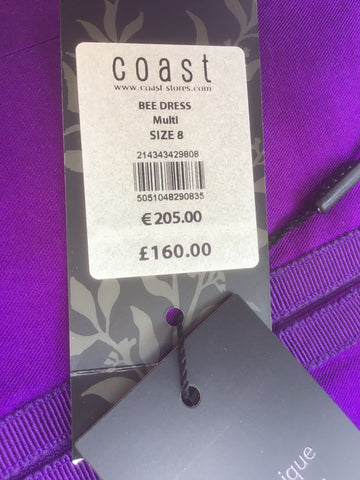 coast
www.coast-stores.com
BEE DRESS
Multi
SIZE 8
214343429808
5051048290835
€205.00
£160.00